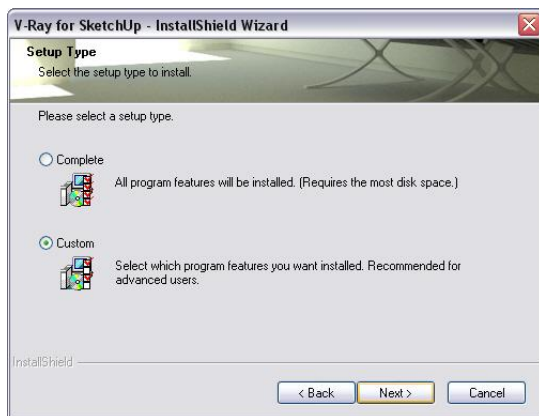 V-Ray for SketchUp - InstallShield Wizard
Setup Type
Select the setup type to install.
Please select a setup type.
Complete
All program features will be installed. (Requires the most disk space.)
Custom
Select which program features you want installed. Recommended for
advanced users.
InstallShield
< Back
Next >
Cancel